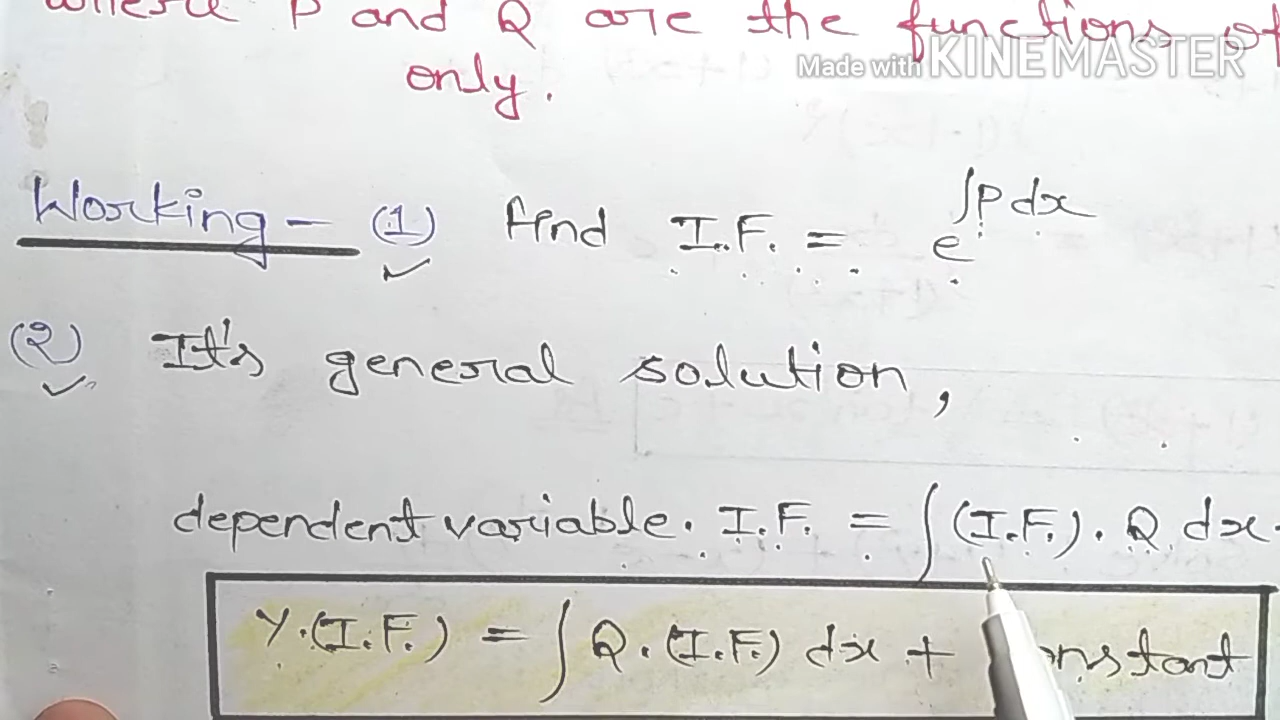 where P and Q are the functions of
Made with KINEMASTER
only.
Working - (1) find I.F. = e^∫P dx
(2) It's general solution,
dependent variable. I.F. = ∫(I.F.). Q dx.
Y.(I.F.) = ∫Q.(I.F.) dx + constant